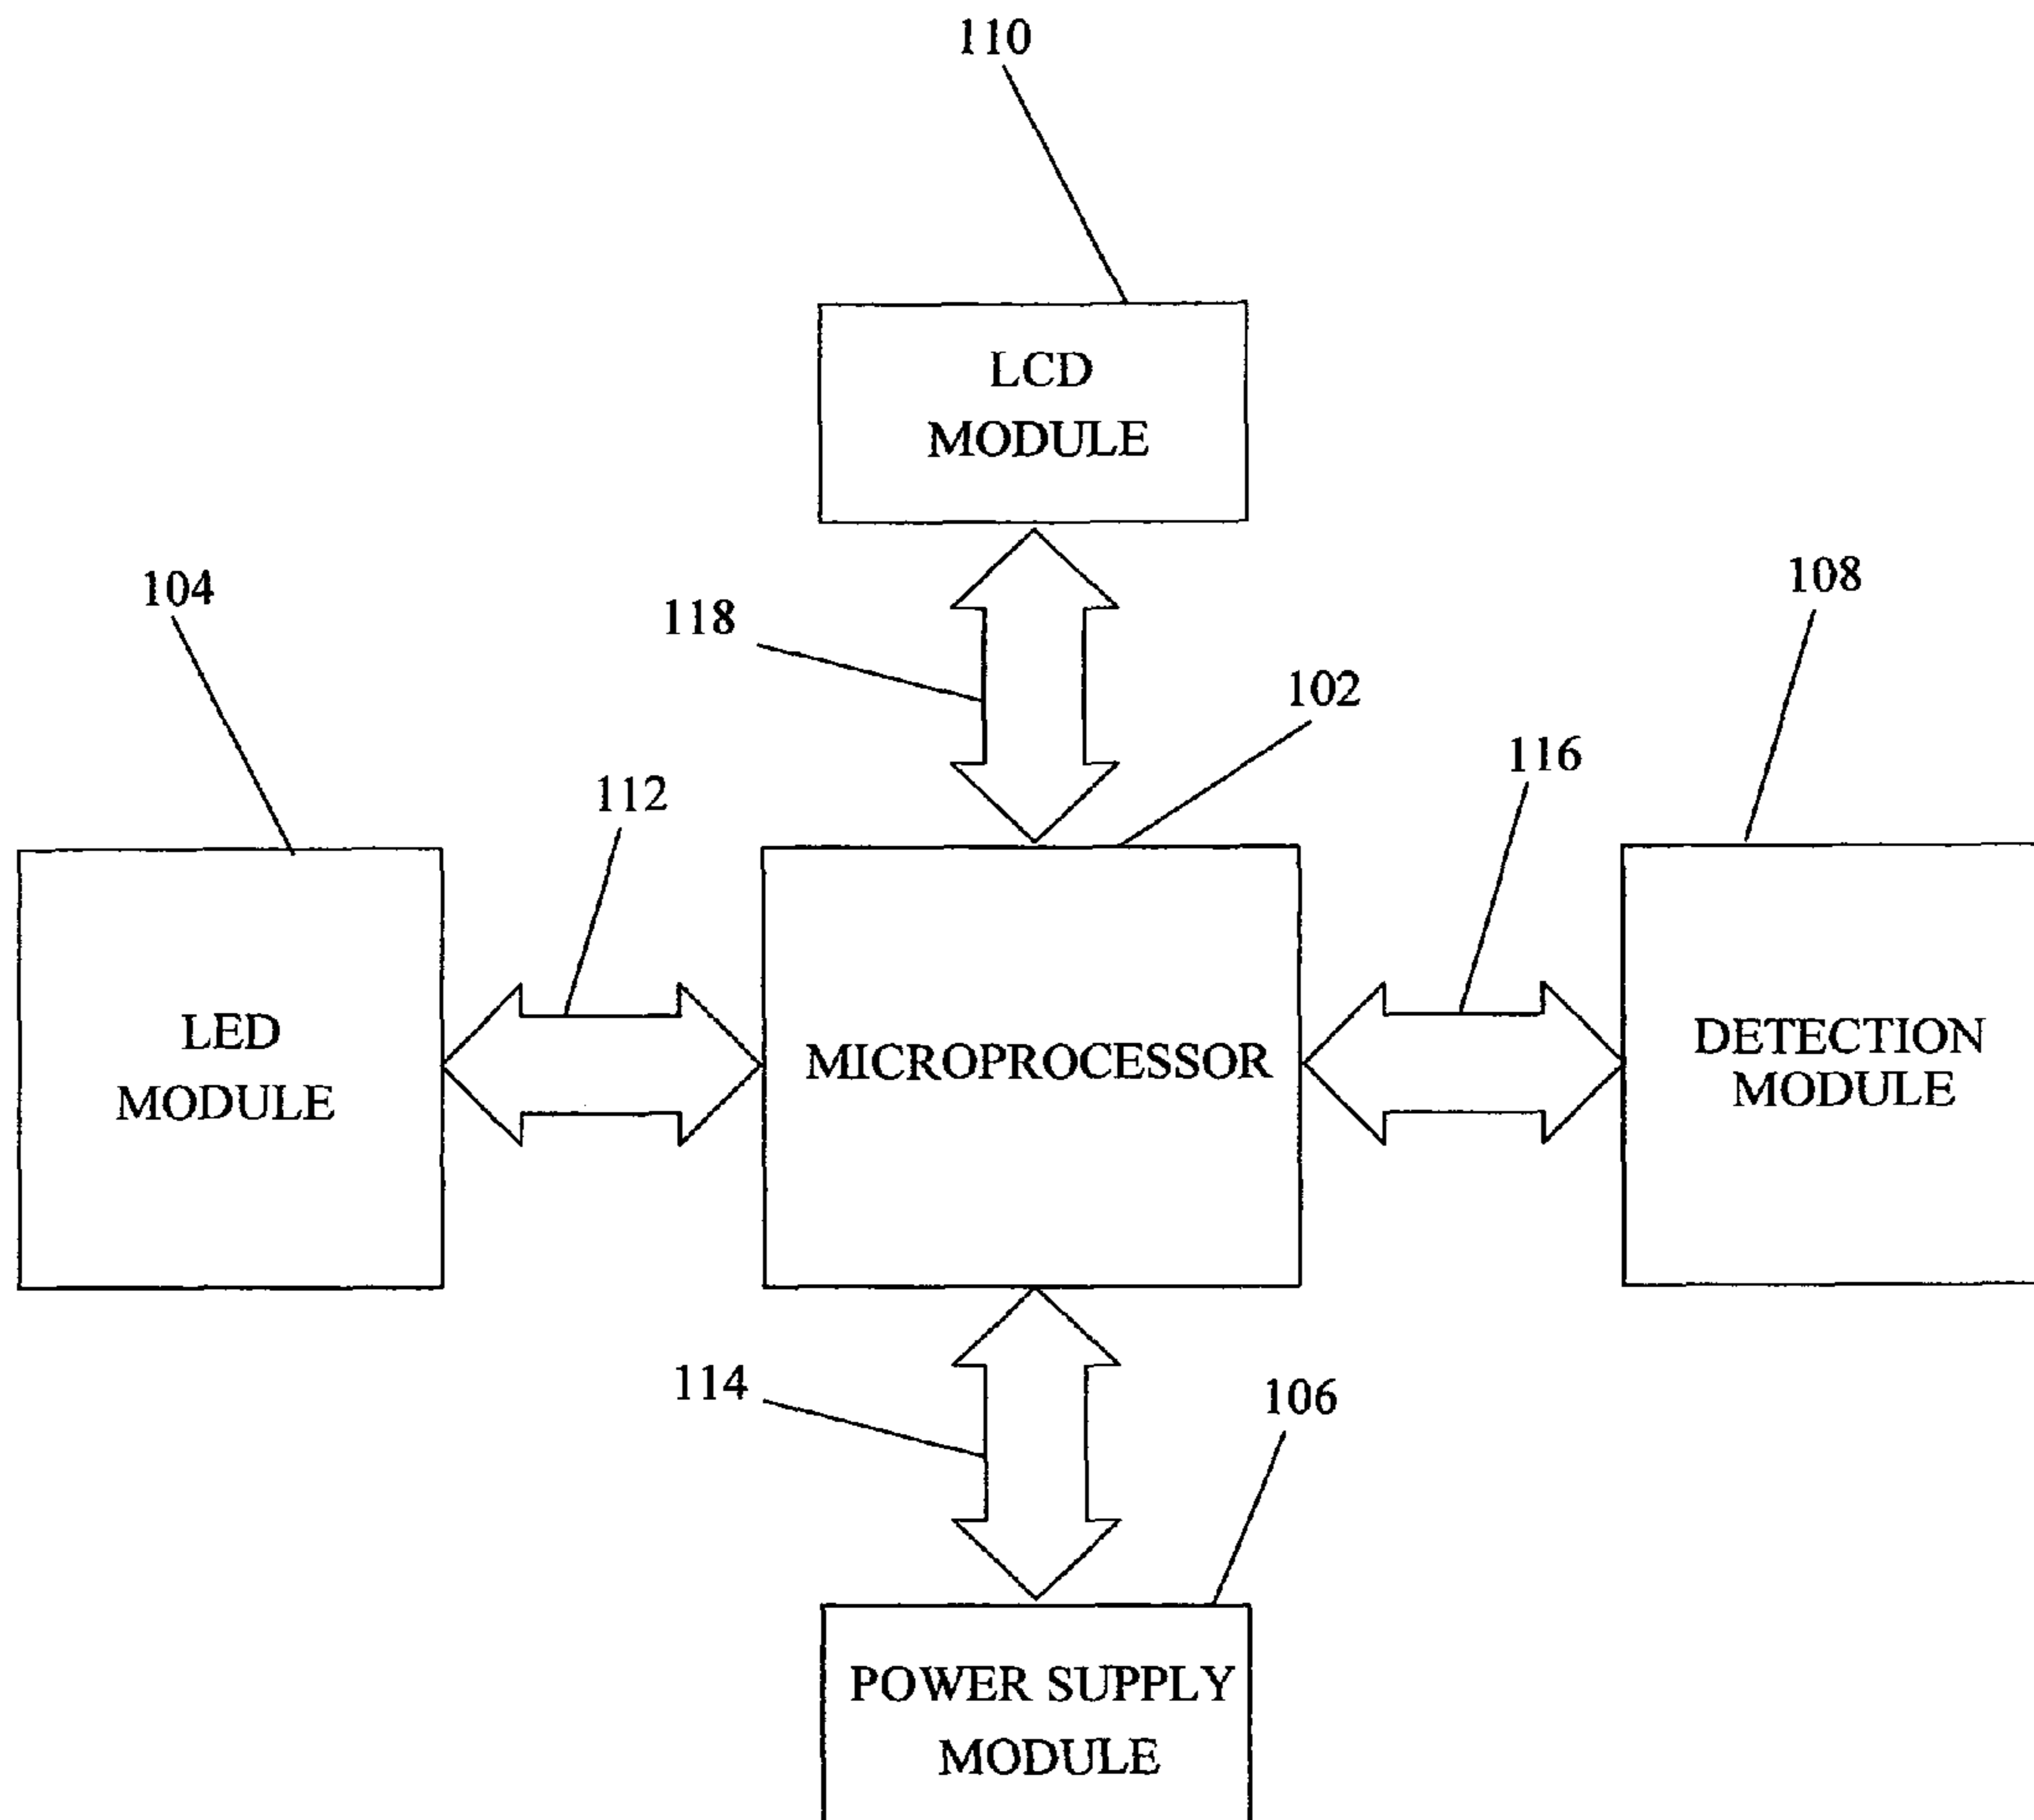 110
LCD
MODULE
104
108
118
102
116
112
LED
MODULE
MICROPROCESSOR
DETECTION
MODULE
114
106
POWER SUPPLY
MODULE